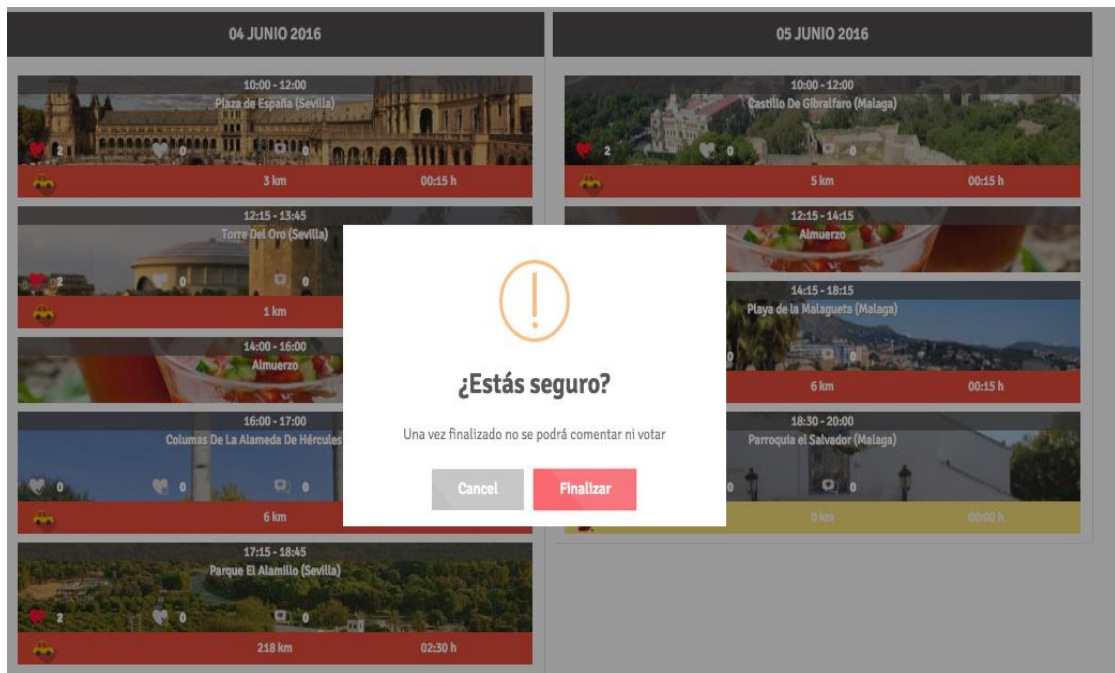 04 JUNIO 2016
10:00 - 12:00
Plaza de España (Sevilla)
2 0 0
3 km 00:15 h
12:15 - 13:45
Torre Del Oro (Sevilla)
2 0 0
1 km
14:00 - 16:00
Almuerzo
16:00 - 17:00
Columas De La Alameda De Hércules
0 0 0
6 km
17:15 - 18:45
Parque El Alamillo (Sevilla)
2 0 0
218 km 02:30 h
05 JUNIO 2016
10:00 - 12:00
Castillo De Gibralfaro (Malaga)
2 0 0
5 km 00:15 h
12:15 - 14:15
Almuerzo
14:15 - 18:15
Playa de la Malagueta (Malaga)
0 0
6 km 00:15 h
18:30 - 20:00
Parroquia el Salvador (Malaga)
0 0
0 km 00:00 h
¿Estás seguro?
Una vez finalizado no se podrá comentar ni votar
Cancel Finalizar